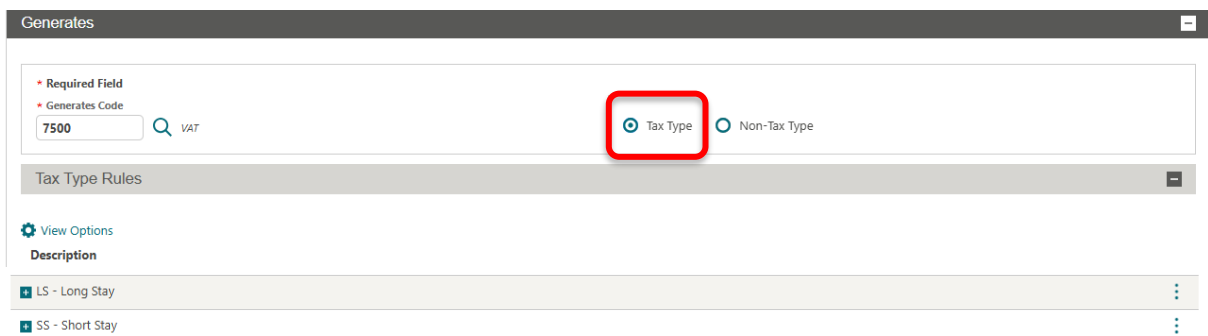 Generates
* Required Field
* Generates Code
7500 VAT Tax Type Non-Tax Type
Tax Type Rules
View Options
Description
LS - Long Stay
SS - Short Stay